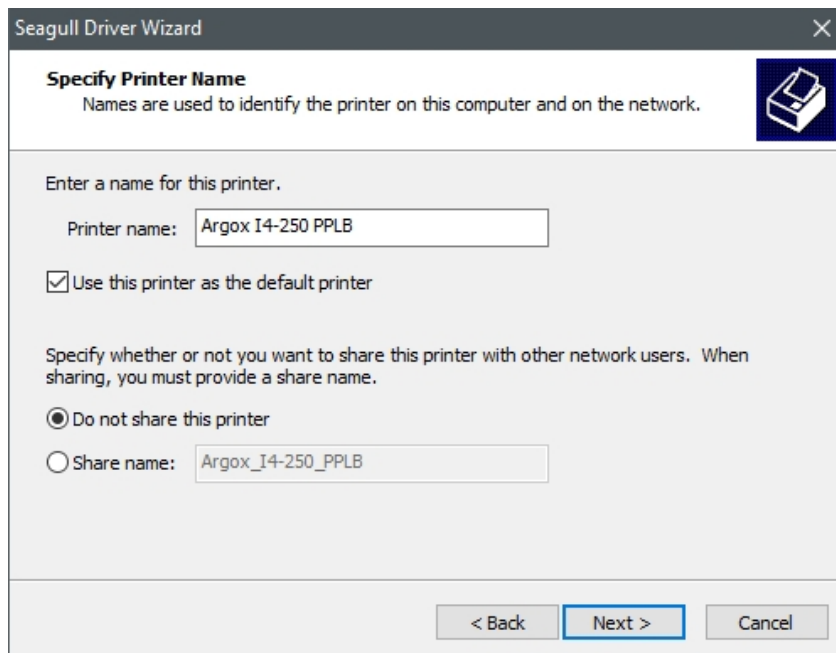 Seagull Driver Wizard
Specify Printer Name
Names are used to identify the printer on this computer and on the network.
Enter a name for this printer.
Printer name: Argox I4-250 PPLB
Use this printer as the default printer
Specify whether or not you want to share this printer with other network users. When
sharing, you must provide a share name.
Do not share this printer
Share name: Argox_I4-250_PPLB
< Back Next > Cancel